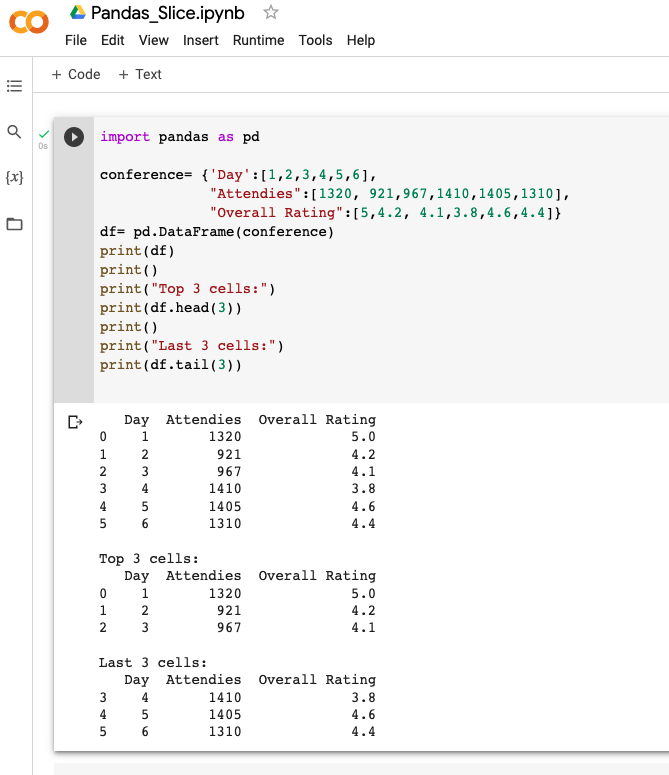 Pandas_Slice.ipynb
File Edit View Insert Runtime Tools Help
+ Code + Text
0s
{x}
import pandas as pd
conference= {'Day':[1,2,3,4,5,6],
"Attendies":[1320, 921,967,1410,1405,1310],
"Overall Rating":[5,4.2, 4.1,3.8,4.6,4.4]}
df= pd.DataFrame(conference)
print(df)
print()
print("Top 3 cells:")
print(df.head(3))
print()
print("Last 3 cells:")
print(df.tail(3))
Day Attendies Overall Rating
0 1 1320 5.0
1 2 921 4.2
2 3 967 4.1
3 4 1410 3.8
4 5 1405 4.6
5 6 1310 4.4
Top 3 cells:
Day Attendies Overall Rating
0 1 1320 5.0
1 2 921 4.2
2 3 967 4.1
Last 3 cells:
Day Attendies Overall Rating
3 4 1410 3.8
4 5 1405 4.6
5 6 1310 4.4